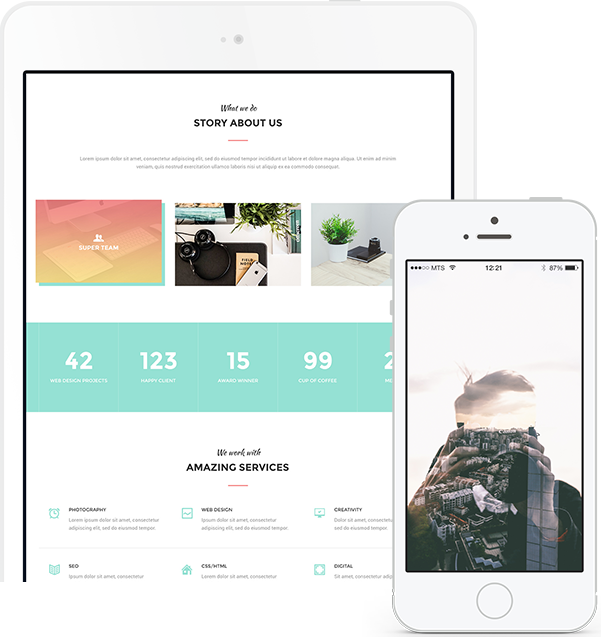 What we do
STORY ABOUT US
Lorem ipsum dolor sit amet, consectetur adipiscing elit, sed do eiusmod tempor incididunt ut labore et dolore magna aliqua. Ut enim ad minim
veniam, quis nostrud exercitation ullamco laboris nisi ut aliquip ex ea commodo consequat.
SUPER TEAM
FIELD NOTES
42
123
15
99
2
WEB DESIGN PROJECTS
HAPPY CLIENT
AWARD WINNER
CUP OF COFFEE
ME
We work with
AMAZING SERVICES
PHOTOGRAPHY
Lorem ipsum dolor sit amet, consectetur
adipiscing elit, sed do eiusmod tempor.
WEB DESIGN
Ipsum dolor sit amet, consectetur
adipiscing elit, sed do eiusmod tempor.
CREATIVITY
Dolor sit amet, consectetur
elit, sed do eiusmod
SEO
Ipsum dolor sit amet, consectetur
CSS/HTML
Lorem ipsum dolor sit amet, consectetur
DIGITAL
Sit amet, consectetur adipiscing
MTS
12:21
87%